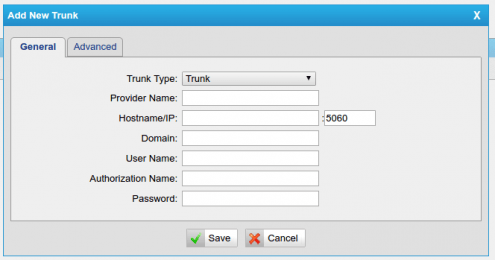 Add New Trunk X
General Advanced
Trunk Type: Trunk
Provider Name:
Hostname/IP: :5060
Domain:
User Name:
Authorization Name:
Password:
Save Cancel